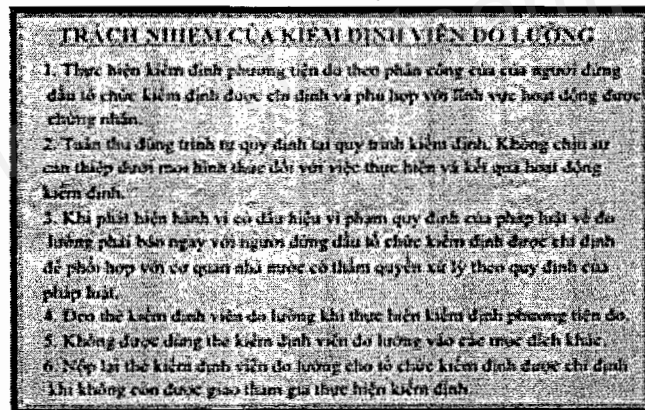 TRÁCH NHIỆM CỦA KIỂM ĐỊNH VIÊN ĐO LƯỜNG
1. Thực hiện kiểm định phương tiện đo theo phân công của của người đứng
đầu tổ chức kiểm định được chỉ định và phù hợp với lĩnh vực hoạt động được
chứng nhận.
2. Tuân thủ đúng trình tự quy định tại quy trình kiểm định. Không chịu sự
can thiệp dưới mọi hình thức đối với việc thực hiện và kết quả hoạt động
kiểm định.
3. Khi phát hiện hành vi có dấu hiệu vi phạm quy định của pháp luật về đo
lường phải báo ngay với người đứng đầu tổ chức kiểm định được chỉ định
để phối hợp với cơ quan nhà nước có thẩm quyền xử lý theo quy định của
pháp luật.
4. Đeo thẻ kiểm định viên đo lường khi thực hiện kiểm định phương tiện đo.
5. Không được dùng thẻ kiểm định viên đo lường vào các mục đích khác.
6. Nộp lại thẻ kiểm định viên đo lường cho tổ chức kiểm định được chỉ định
khi không còn được giao tham gia thực hiện kiểm định.